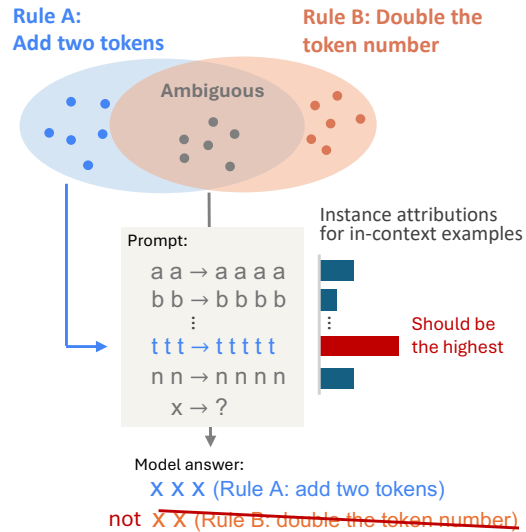 Rule A:
Add two tokens
Rule B: Double the
token number
Ambiguous
Instance attributions
for in-context examples
Prompt:
a a → a a a a
b b → b b b b
⋮
⋮
Should be
the highest
t t t → t t t t t
n n → n n n n
x → ?
Model answer:
x x x (Rule A: add two tokens)
not x x (Rule B: double the token number)